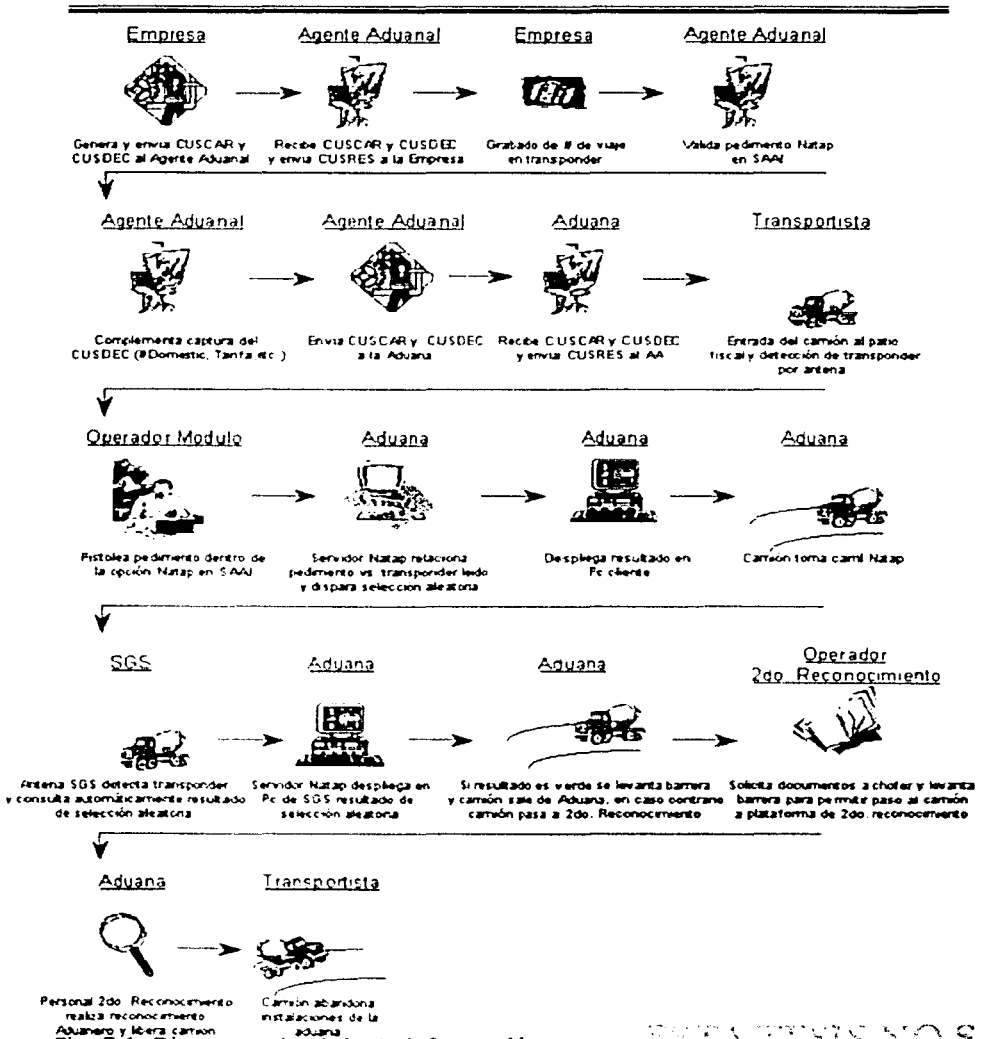 Empresa
Genera y envia CUSCAR y
CUSDEC al Agente Aduanal
Agente Aduanal
Recibe CUSCAR y CUSDEC
y envia CUSRES a la Empresa
Empresa
Grabado de # de viaje
en transponder
Agente Aduanal
Valida pedimento Natap
en SAAI
Agente Aduanal
Complementa captura del
CUSDEC (#Domestic, Tarifa etc.)
Agente Aduanal
Envia CUSCAR y CUSDEC
a la Aduana
Aduana
Recibe CUSCAR y CUSDEC
y envia CUSRES al AA
Transportista
Entrada del camión al patio
fiscal y detección de transponder
por antena
Operador Modulo
Pistolea pedimento dentro de
la opción Natap en SAAI
Aduana
Servidor Natap relaciona
pedimento vs transponder leido
y dispara selección aleatoria
Aduana
Despliega resultado en
Pc cliente
Aduana
Camión toma carril Natap
SGS
Antena SGS detecta transponder
y consulta automáticamente resultado
de selección aleatoria
Aduana
Servidor Natap despliega en
Pc de SGS resultado de
selección aleatoria
Aduana
Si resultado es verde se levanta barrera
y camión sale de Aduana, en caso contrario
camión pasa a 2do. Reconocimiento
Operador
2do. Reconocimiento
Solicita documentos a chofer y levanta
barrera para permitir paso al camión
a plataforma de 2do. reconocimiento
Aduana
Personal 2do. Reconocimiento
realiza reconocimiento
Aduanero y libera camión
Transportista
Camión abandona
instalaciones de la
aduana